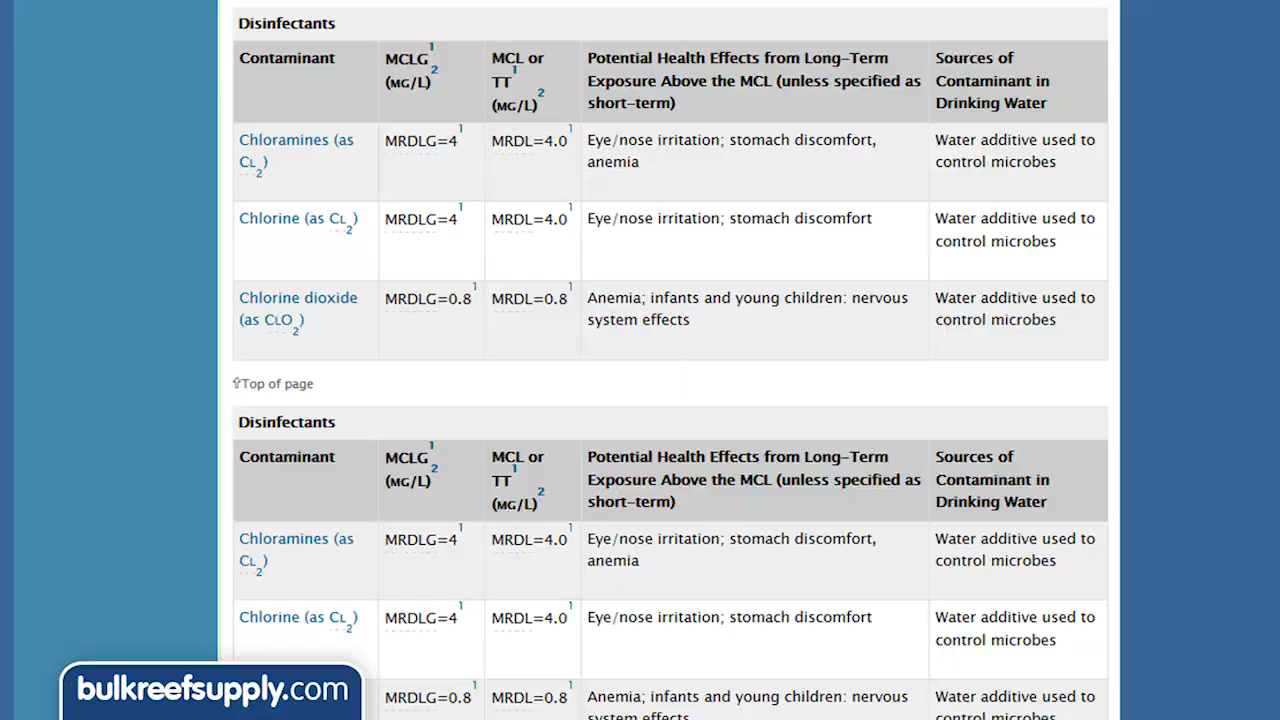 Disinfectants
Contaminant MCLG1 2 (MG/L) MCL or TT1 (MG/L)2 Potential Health Effects from Long-Term Exposure Above the MCL (unless specified as short-term) Sources of Contaminant in Drinking Water
Chloramines (as CL2) MRDLG=41 MRDL=4.01 Eye/nose irritation; stomach discomfort, anemia Water additive used to control microbes
Chlorine (as CL2) MRDLG=41 MRDL=4.01 Eye/nose irritation; stomach discomfort Water additive used to control microbes
Chlorine dioxide (as CLO2) MRDLG=0.81 MRDL=0.81 Anemia; infants and young children: nervous system effects Water additive used to control microbes
⇧Top of page
Disinfectants
Contaminant MCLG1 2 (MG/L) MCL or TT1 (MG/L)2 Potential Health Effects from Long-Term Exposure Above the MCL (unless specified as short-term) Sources of Contaminant in Drinking Water
Chloramines (as CL2) MRDLG=41 MRDL=4.01 Eye/nose irritation; stomach discomfort, anemia Water additive used to control microbes
Chlorine (as CL2) MRDLG=41 MRDL=4.01 Eye/nose irritation; stomach discomfort Water additive used to control microbes
MRDLG=0.81 MRDL=0.81 Anemia; infants and young children: nervous system effects Water additive used to control microbes
bulkreefsupply.com